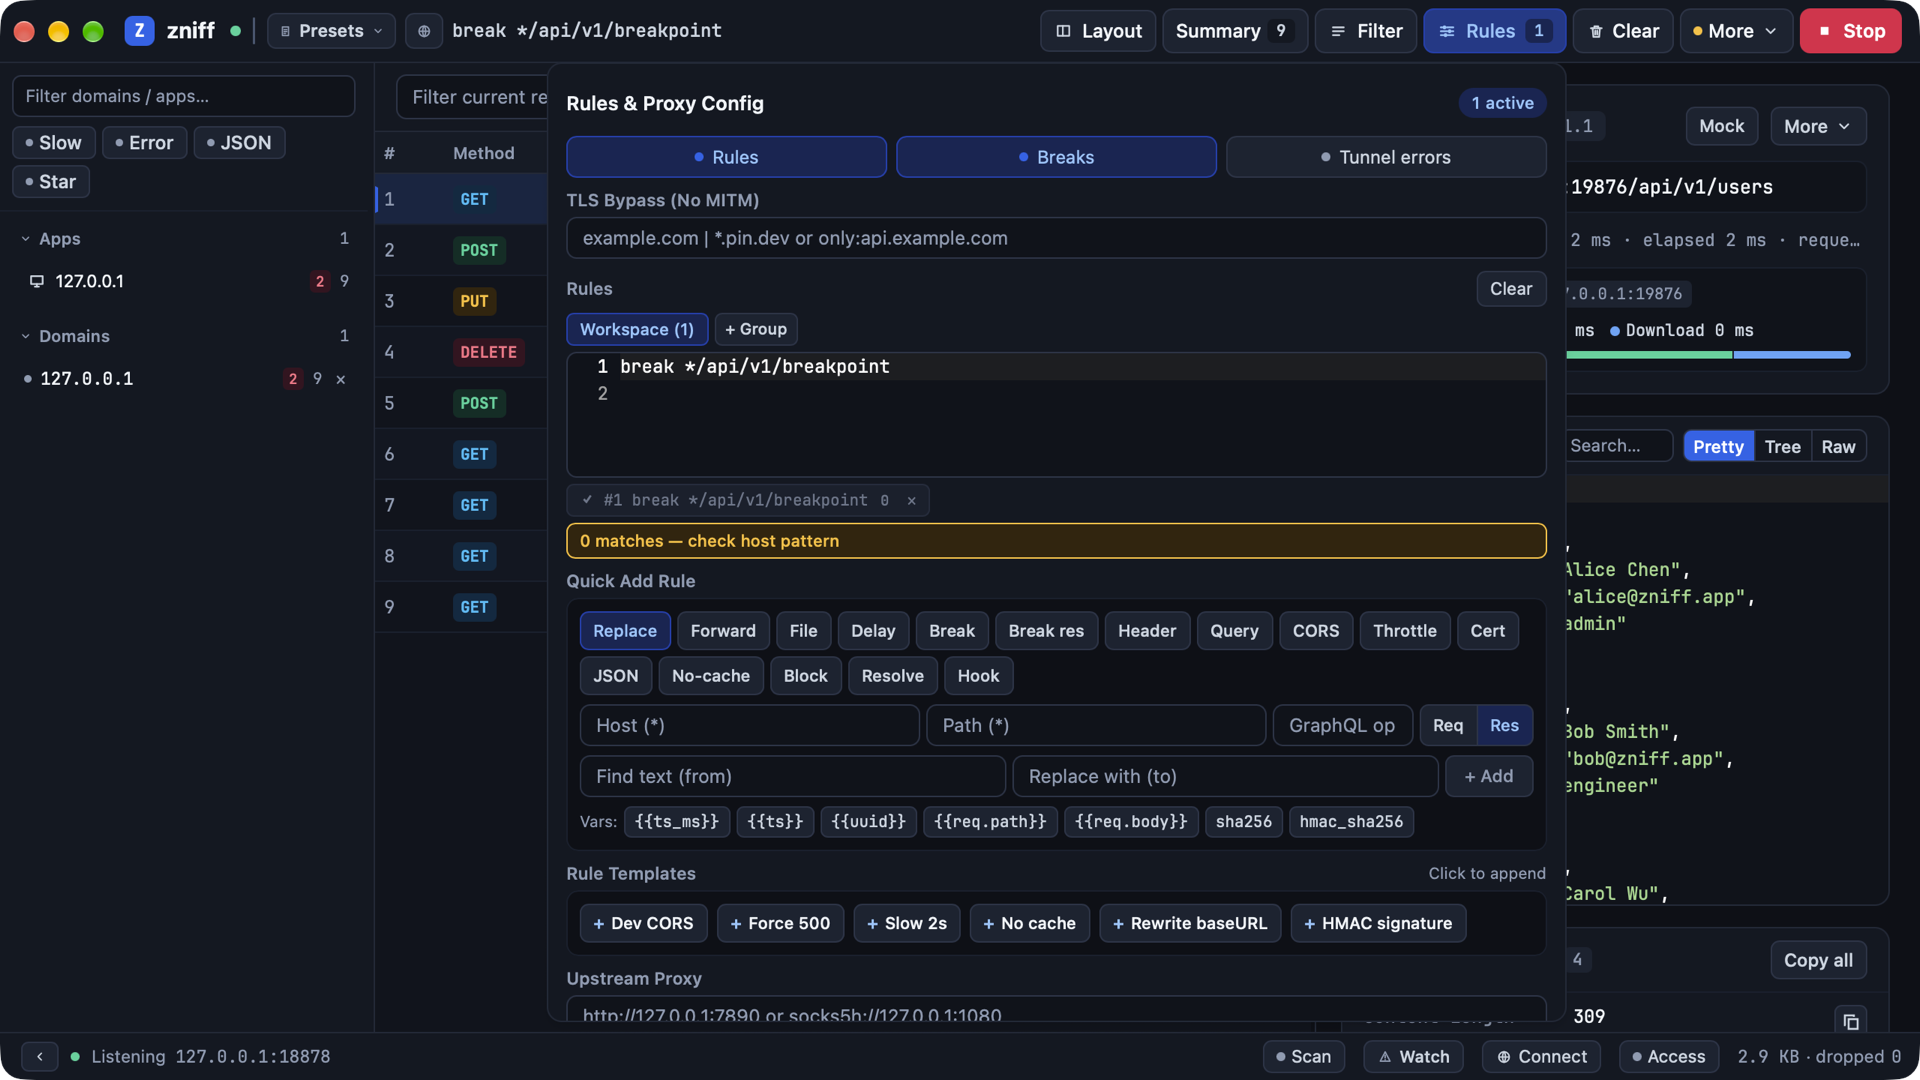 Z zniff Presets break */api/v1/breakpoint Layout Summary 9 Filter Rules 1 Clear More Stop
Filter domains / apps...
Slow Error JSON
Star
Apps 1
127.0.0.1 2 9
Domains 1
127.0.0.1 2 9 ×
Filter current re
# Method
1 GET
2 POST
3 PUT
4 DELETE
5 POST
6 GET
7 GET
8 GET
9 GET
Rules & Proxy Config 1 active
Rules Breaks Tunnel errors
TLS Bypass (No MITM)
example.com | *.pin.dev or only:api.example.com
Rules Clear
Workspace (1) + Group
1 break */api/v1/breakpoint
2
✓ #1 break */api/v1/breakpoint 0 ×
0 matches — check host pattern
Quick Add Rule
Replace Forward File Delay Break Break res Header Query CORS Throttle Cert
JSON No-cache Block Resolve Hook
Host (*) Path (*) GraphQL op Req Res
Find text (from) Replace with (to) + Add
Vars: {{ts_ms}} {{ts}} {{uuid}} {{req.path}} {{req.body}} sha256 hmac_sha256
Rule Templates Click to append
+ Dev CORS + Force 500 + Slow 2s + No cache + Rewrite baseURL + HMAC signature
Upstream Proxy
http://127.0.0.1:7890 or socks5h://127.0.0.1:1080
1.1 Mock More
:19876/api/v1/users
2 ms · elapsed 2 ms · reque…
.0.0.1:19876
ms Download 0 ms
Search... Pretty Tree Raw
,
Alice Chen",
"alice@zniff.app",
admin"
,
Bob Smith",
"bob@zniff.app",
engineer"
,
Carol Wu",
4 Copy all
309
Listening 127.0.0.1:18878 Scan Watch Connect Access 2.9 KB · dropped 0